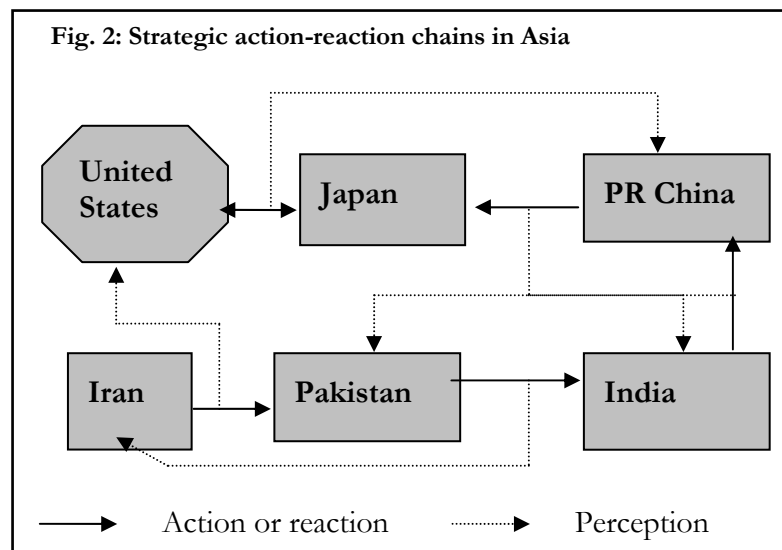 Fig. 2: Strategic action-reaction chains in Asia
United
States
Japan
PR China
Iran
Pakistan
India
Action or reaction
Perception